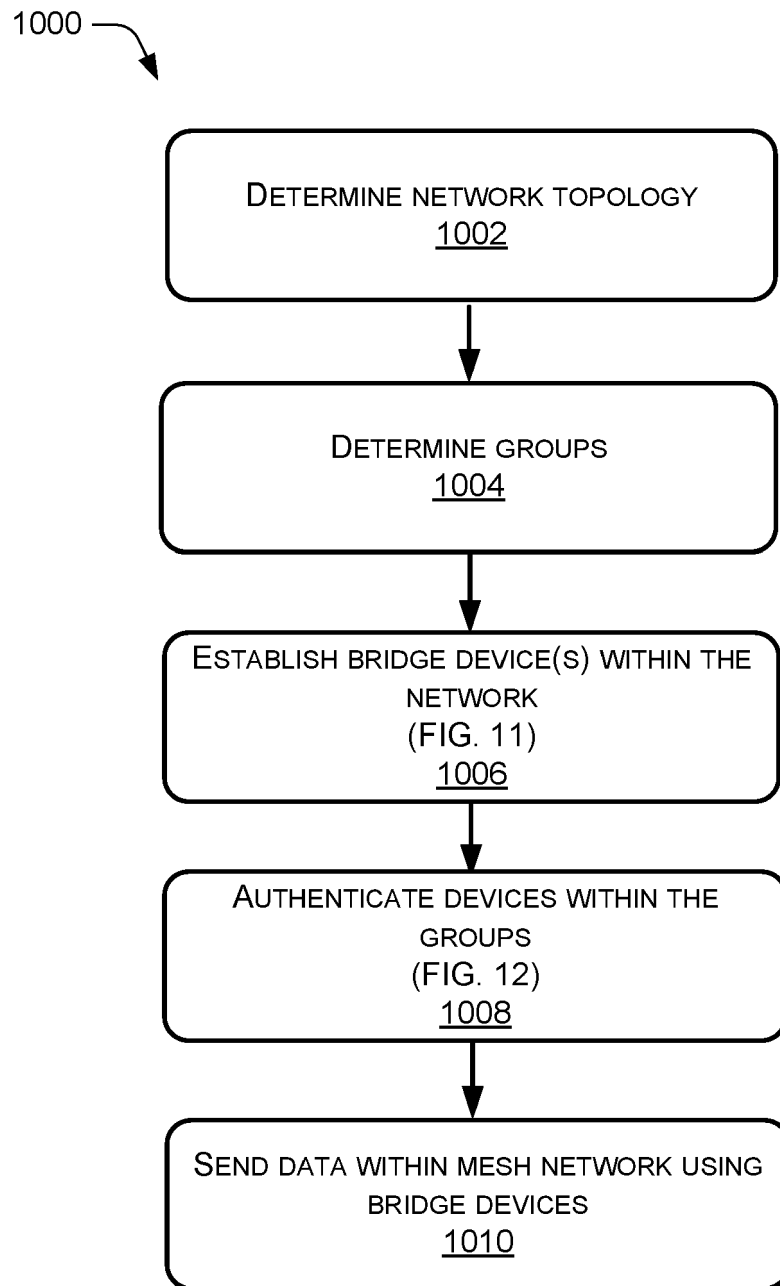 1000
DETERMINE NETWORK TOPOLOGY
1002
DETERMINE GROUPS
1004
ESTABLISH BRIDGE DEVICE(S) WITHIN THE
NETWORK
(FIG. 11)
1006
AUTHENTICATE DEVICES WITHIN THE
GROUPS
(FIG. 12)
1008
SEND DATA WITHIN MESH NETWORK USING
BRIDGE DEVICES
1010